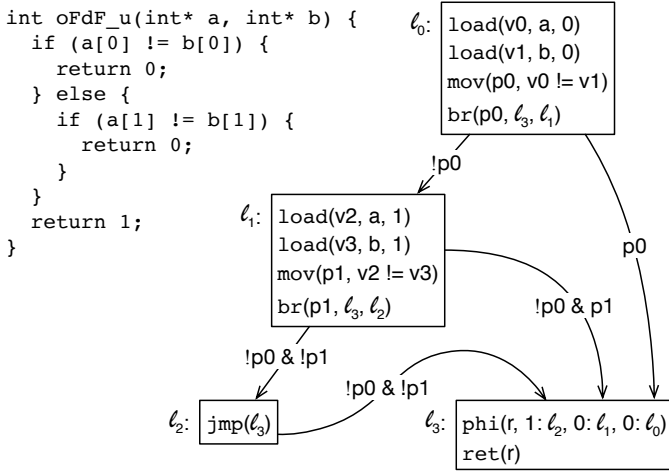 int oFdF_u(int* a, int* b) {
  if (a[0] != b[0]) {
    return 0;
  } else {
    if (a[1] != b[1]) {
      return 0;
    }
  }
  return 1;
}
ℓ0:
load(v0, a, 0)
load(v1, b, 0)
mov(p0, v0 != v1)
br(p0, ℓ3, ℓ1)
!p0
p0
ℓ1:
load(v2, a, 1)
load(v3, b, 1)
mov(p1, v2 != v3)
br(p1, ℓ3, ℓ2)
!p0 & p1
!p0 & !p1
!p0 & !p1
ℓ2:
jmp(ℓ3)
ℓ3:
phi(r, 1: ℓ2, 0: ℓ1, 0: ℓ0)
ret(r)